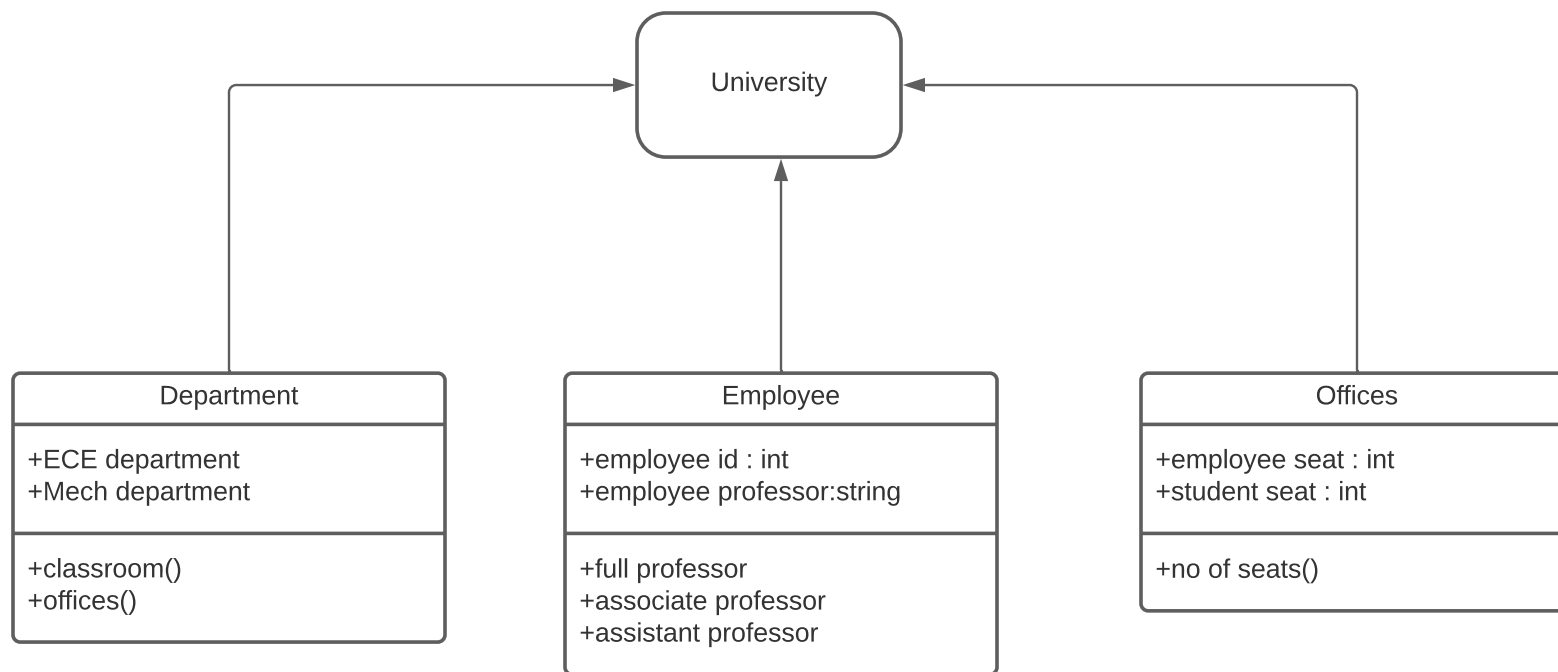 University
Department
+ECE department
+Mech department
+classroom()
+offices()
Employee
+employee id : int
+employee professor:string
+full professor
+associate professor
+assistant professor
Offices
+employee seat : int
+student seat : int
+no of seats()